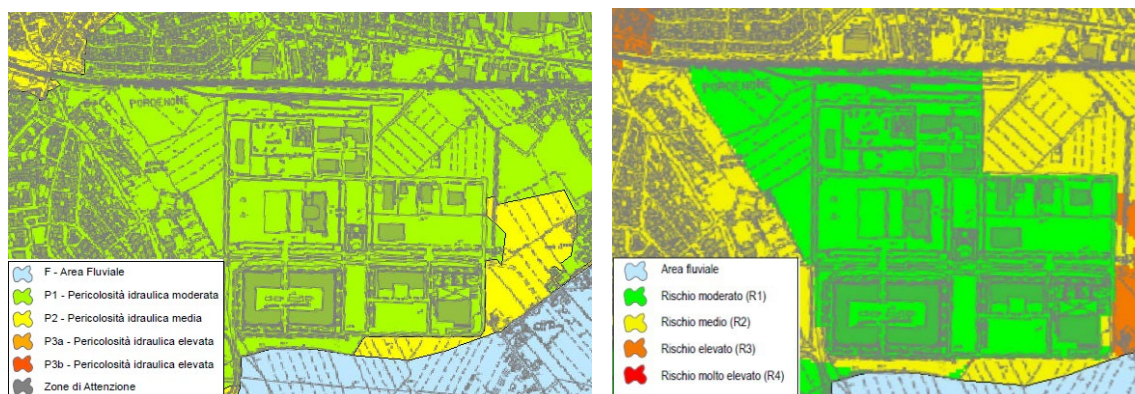 PORDENONE
F - Area Fluviale
P1 - Pericolosità idraulica moderata
P2 - Pericolosità idraulica media
P3a - Pericolosità idraulica elevata
P3b - Pericolosità idraulica elevata
Zone di Attenzione
PORDENONE
Area fluviale
Rischio moderato (R1)
Rischio medio (R2)
Rischio elevato (R3)
Rischio molto elevato (R4)